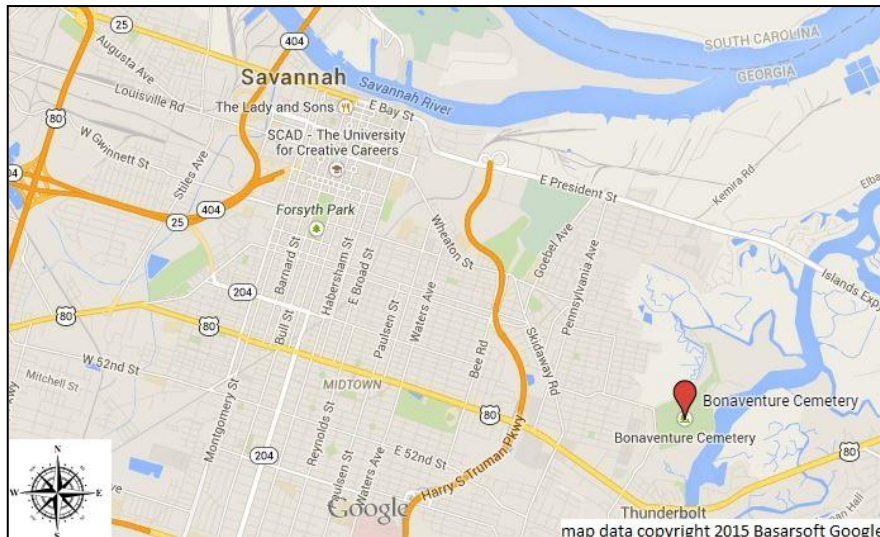 SOUTH CAROLINA
GEORGIA
25
404
Augusta Ave
Savannah
Savannah River
Louisville Rd
The Lady and Sons
E Bay St
80
W Gwinnett St
SCAD - The University
for Creative Careers
Stiles Ave
E President St
Kemira Rd
404
25
Forsyth Park
Wheaton St
Goebel Ave
Pennsylvania Ave
Islands Expy
Barnard St
Habersham St
E Broad St
204
Bull St
Paulsen St
Waters Ave
80
80
Bee Rd
Skidaway Rd
W 52nd St
Mitchell St
MIDTOWN
Montgomery St
80
Bonaventure Cemetery
Bonaventure Cemetery
Reynolds St
204
E 52nd St
80
Paulsen St
Waters Ave
Harry S Truman Pkwy
Google
Thunderbolt
N
W
E
S
map data copyright 2015 Basarsoft Google